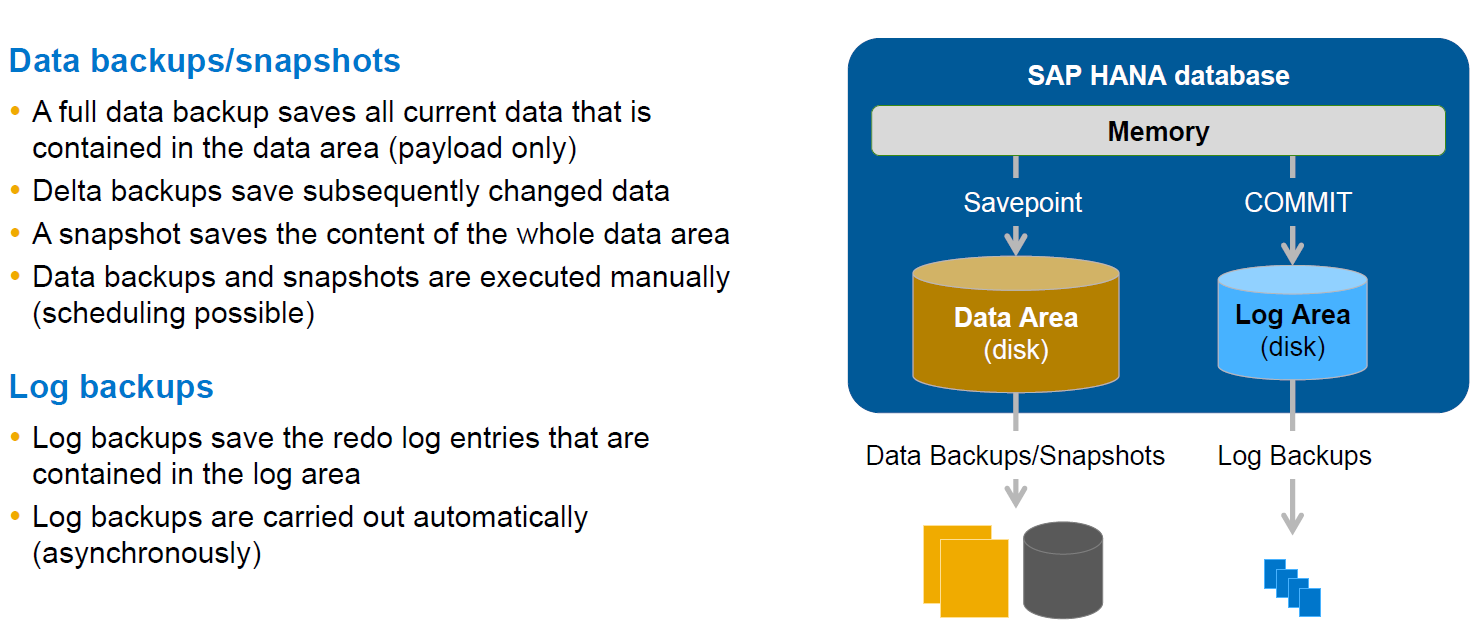 Data backups/snapshots
• A full data backup saves all current data that is
contained in the data area (payload only)
• Delta backups save subsequently changed data
• A snapshot saves the content of the whole data area
• Data backups and snapshots are executed manually
(scheduling possible)
Log backups
• Log backups save the redo log entries that are
contained in the log area
• Log backups are carried out automatically
(asynchronously)
SAP HANA database
Memory
Savepoint
COMMIT
Data Area
(disk)
Log Area
(disk)
Data Backups/Snapshots
Log Backups